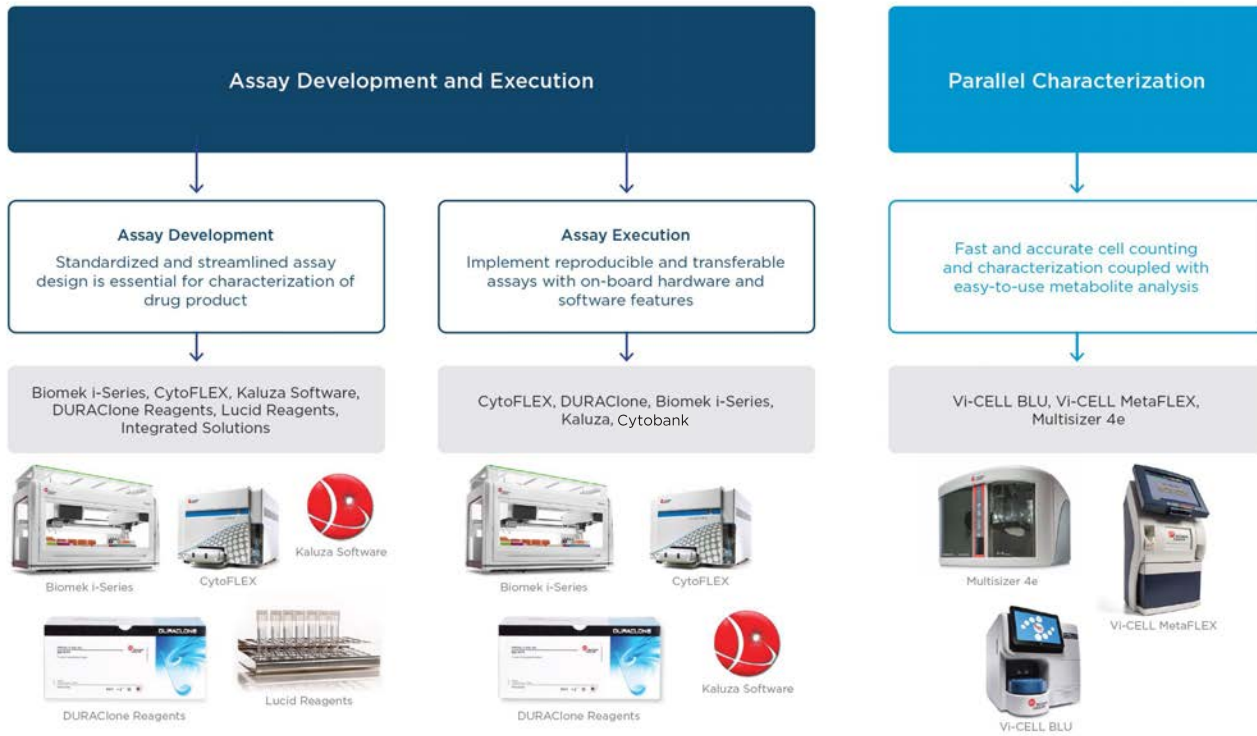 Assay Development and Execution
Parallel Characterization
Assay Development
Standardized and streamlined assay
design is essential for characterization of
drug product
Assay Execution
Implement reproducible and transferable
assays with on-board hardware and
software features
Fast and accurate cell counting
and characterization coupled with
easy-to-use metabolite analysis
Biomek i-Series, CytoFLEX, Kaluza Software,
DURAClone Reagents, Lucid Reagents,
Integrated Solutions
CytoFLEX, DURAClone, Biomek i-Series,
Kaluza, Cytobank
Vi-CELL BLU, Vi-CELL MetaFLEX,
Multisizer 4e
Biomek i-Series
CytoFLEX
Kaluza Software
DURACLONE
DURAClone Reagents
Lucid Reagents
Biomek i-Series
CytoFLEX
DURACLONE
DURAClone Reagents
Kaluza Software
Multisizer 4e
Vi-CELL MetaFLEX
Vi-CELL BLU